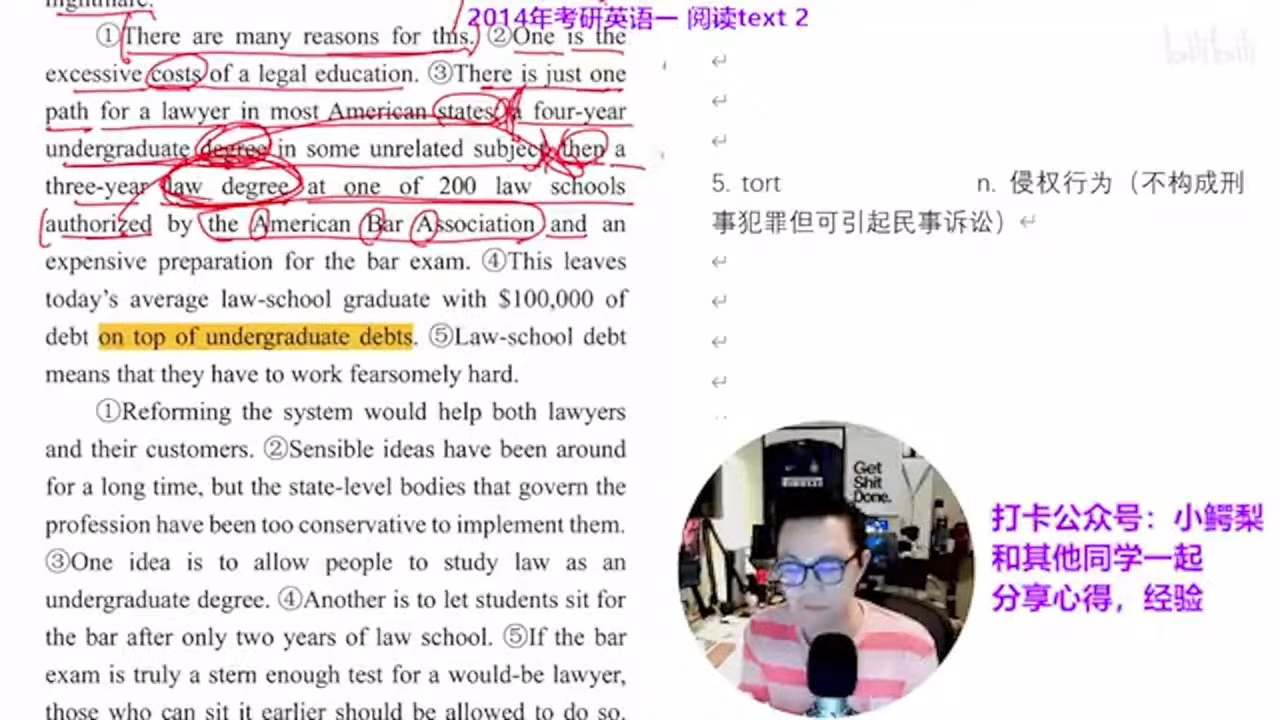 nightmare.
2014年考研英语一 阅读text 2
bilibili
①There are many reasons for this. ②One is the
excessive costs of a legal education. ③There is just one
path for a lawyer in most American states: a four-year
undergraduate degree in some unrelated subject, then a
three-year law degree at one of 200 law schools
authorized by the American Bar Association and an
expensive preparation for the bar exam. ④This leaves
today's average law-school graduate with $100,000 of
debt on top of undergraduate debts. ⑤Law-school debt
means that they have to work fearsomely hard.
①Reforming the system would help both lawyers
and their customers. ②Sensible ideas have been around
for a long time, but the state-level bodies that govern the
profession have been too conservative to implement them.
③One idea is to allow people to study law as an
undergraduate degree. ④Another is to let students sit for
the bar after only two years of law school. ⑤If the bar
exam is truly a stern enough test for a would-be lawyer,
those who can sit it earlier should be allowed to do so.
5. tort n. 侵权行为（不构成刑
事犯罪但可引起民事诉讼）
Get
Shit
Done.
打卡公众号：小鳄梨
和其他同学一起
分享心得，经验